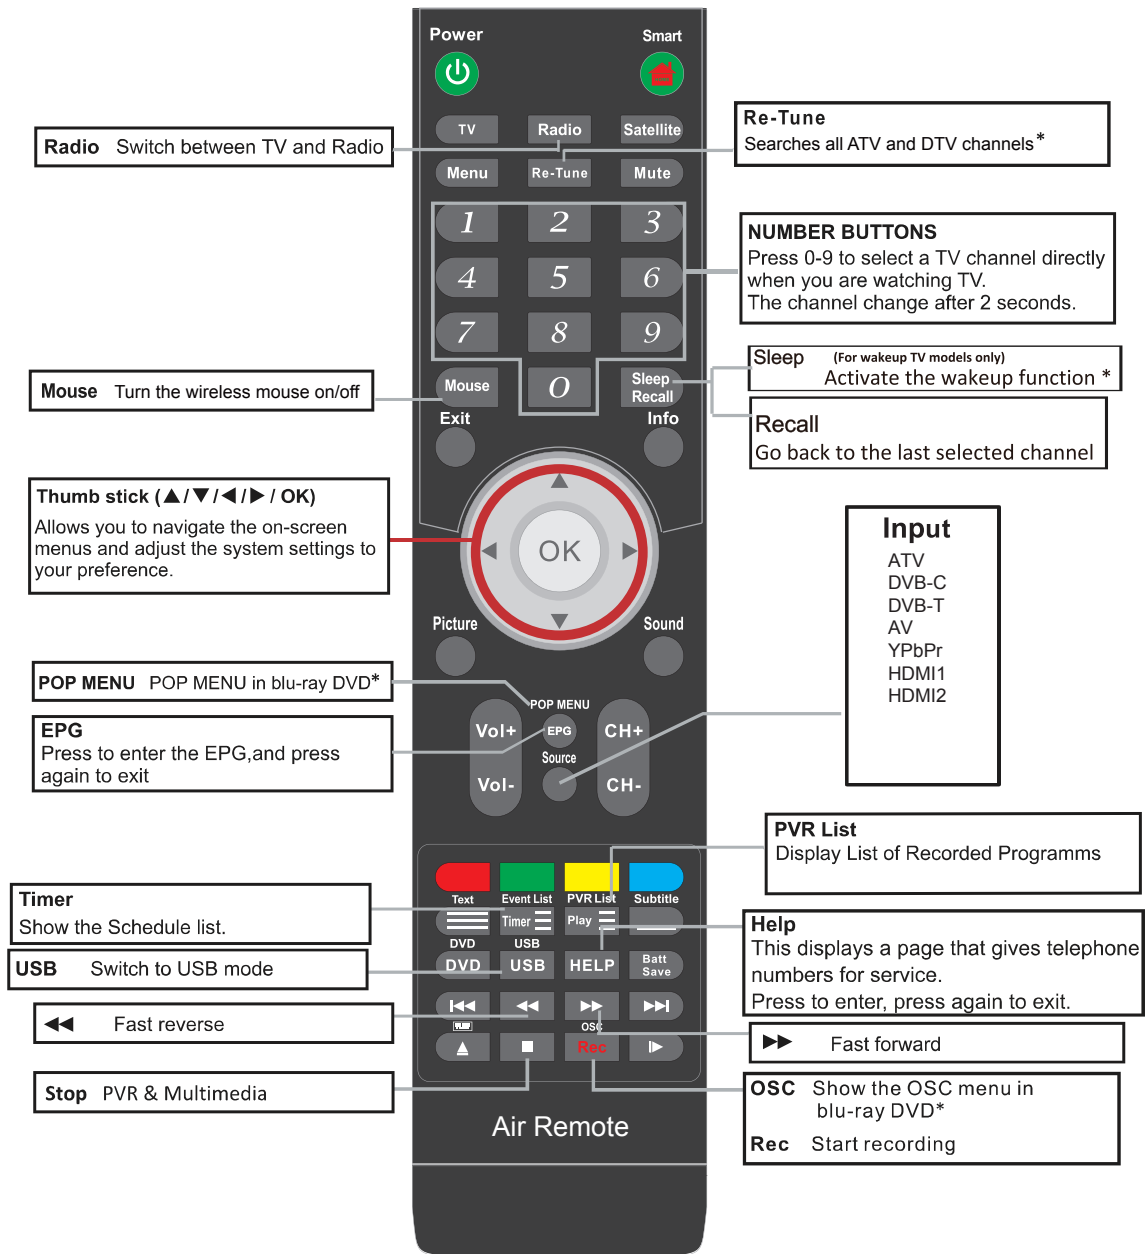 Power
Smart
TV
Radio
Satellite
Menu
Re-Tune
Mute
1
2
3
4
5
6
7
8
9
Mouse
0
Sleep
Recall
Exit
Info
OK
Picture
Sound
POP MENU
Vol+
EPG
CH+
Source
Vol-
CH-
Text
Event List
PVR List
Subtitle
Timer
Play
DVD
USB
DVD
USB
HELP
Batt
Save
OSC
Rec
Air Remote
Radio Switch between TV and Radio
Mouse Turn the wireless mouse on/off
Thumb stick (▲/▼/◀/▶ / OK)
Allows you to navigate the on-screen
menus and adjust the system settings to
your preference.
POP MENU POP MENU in blu-ray DVD*
EPG
Press to enter the EPG,and press
again to exit
Timer
Show the Schedule list.
USB Switch to USB mode
◀◀ Fast reverse
Stop PVR & Multimedia
Re-Tune
Searches all ATV and DTV channels*
NUMBER BUTTONS
Press 0-9 to select a TV channel directly
when you are watching TV.
The channel change after 2 seconds.
Sleep (For wakeup TV models only)
Activate the wakeup function *
Recall
Go back to the last selected channel
Input
ATV
DVB-C
DVB-T
AV
YPbPr
HDMI1
HDMI2
PVR List
Display List of Recorded Programms
Help
This displays a page that gives telephone
numbers for service.
Press to enter, press again to exit.
▶▶ Fast forward
OSC Show the OSC menu in
blu-ray DVD*
Rec Start recording